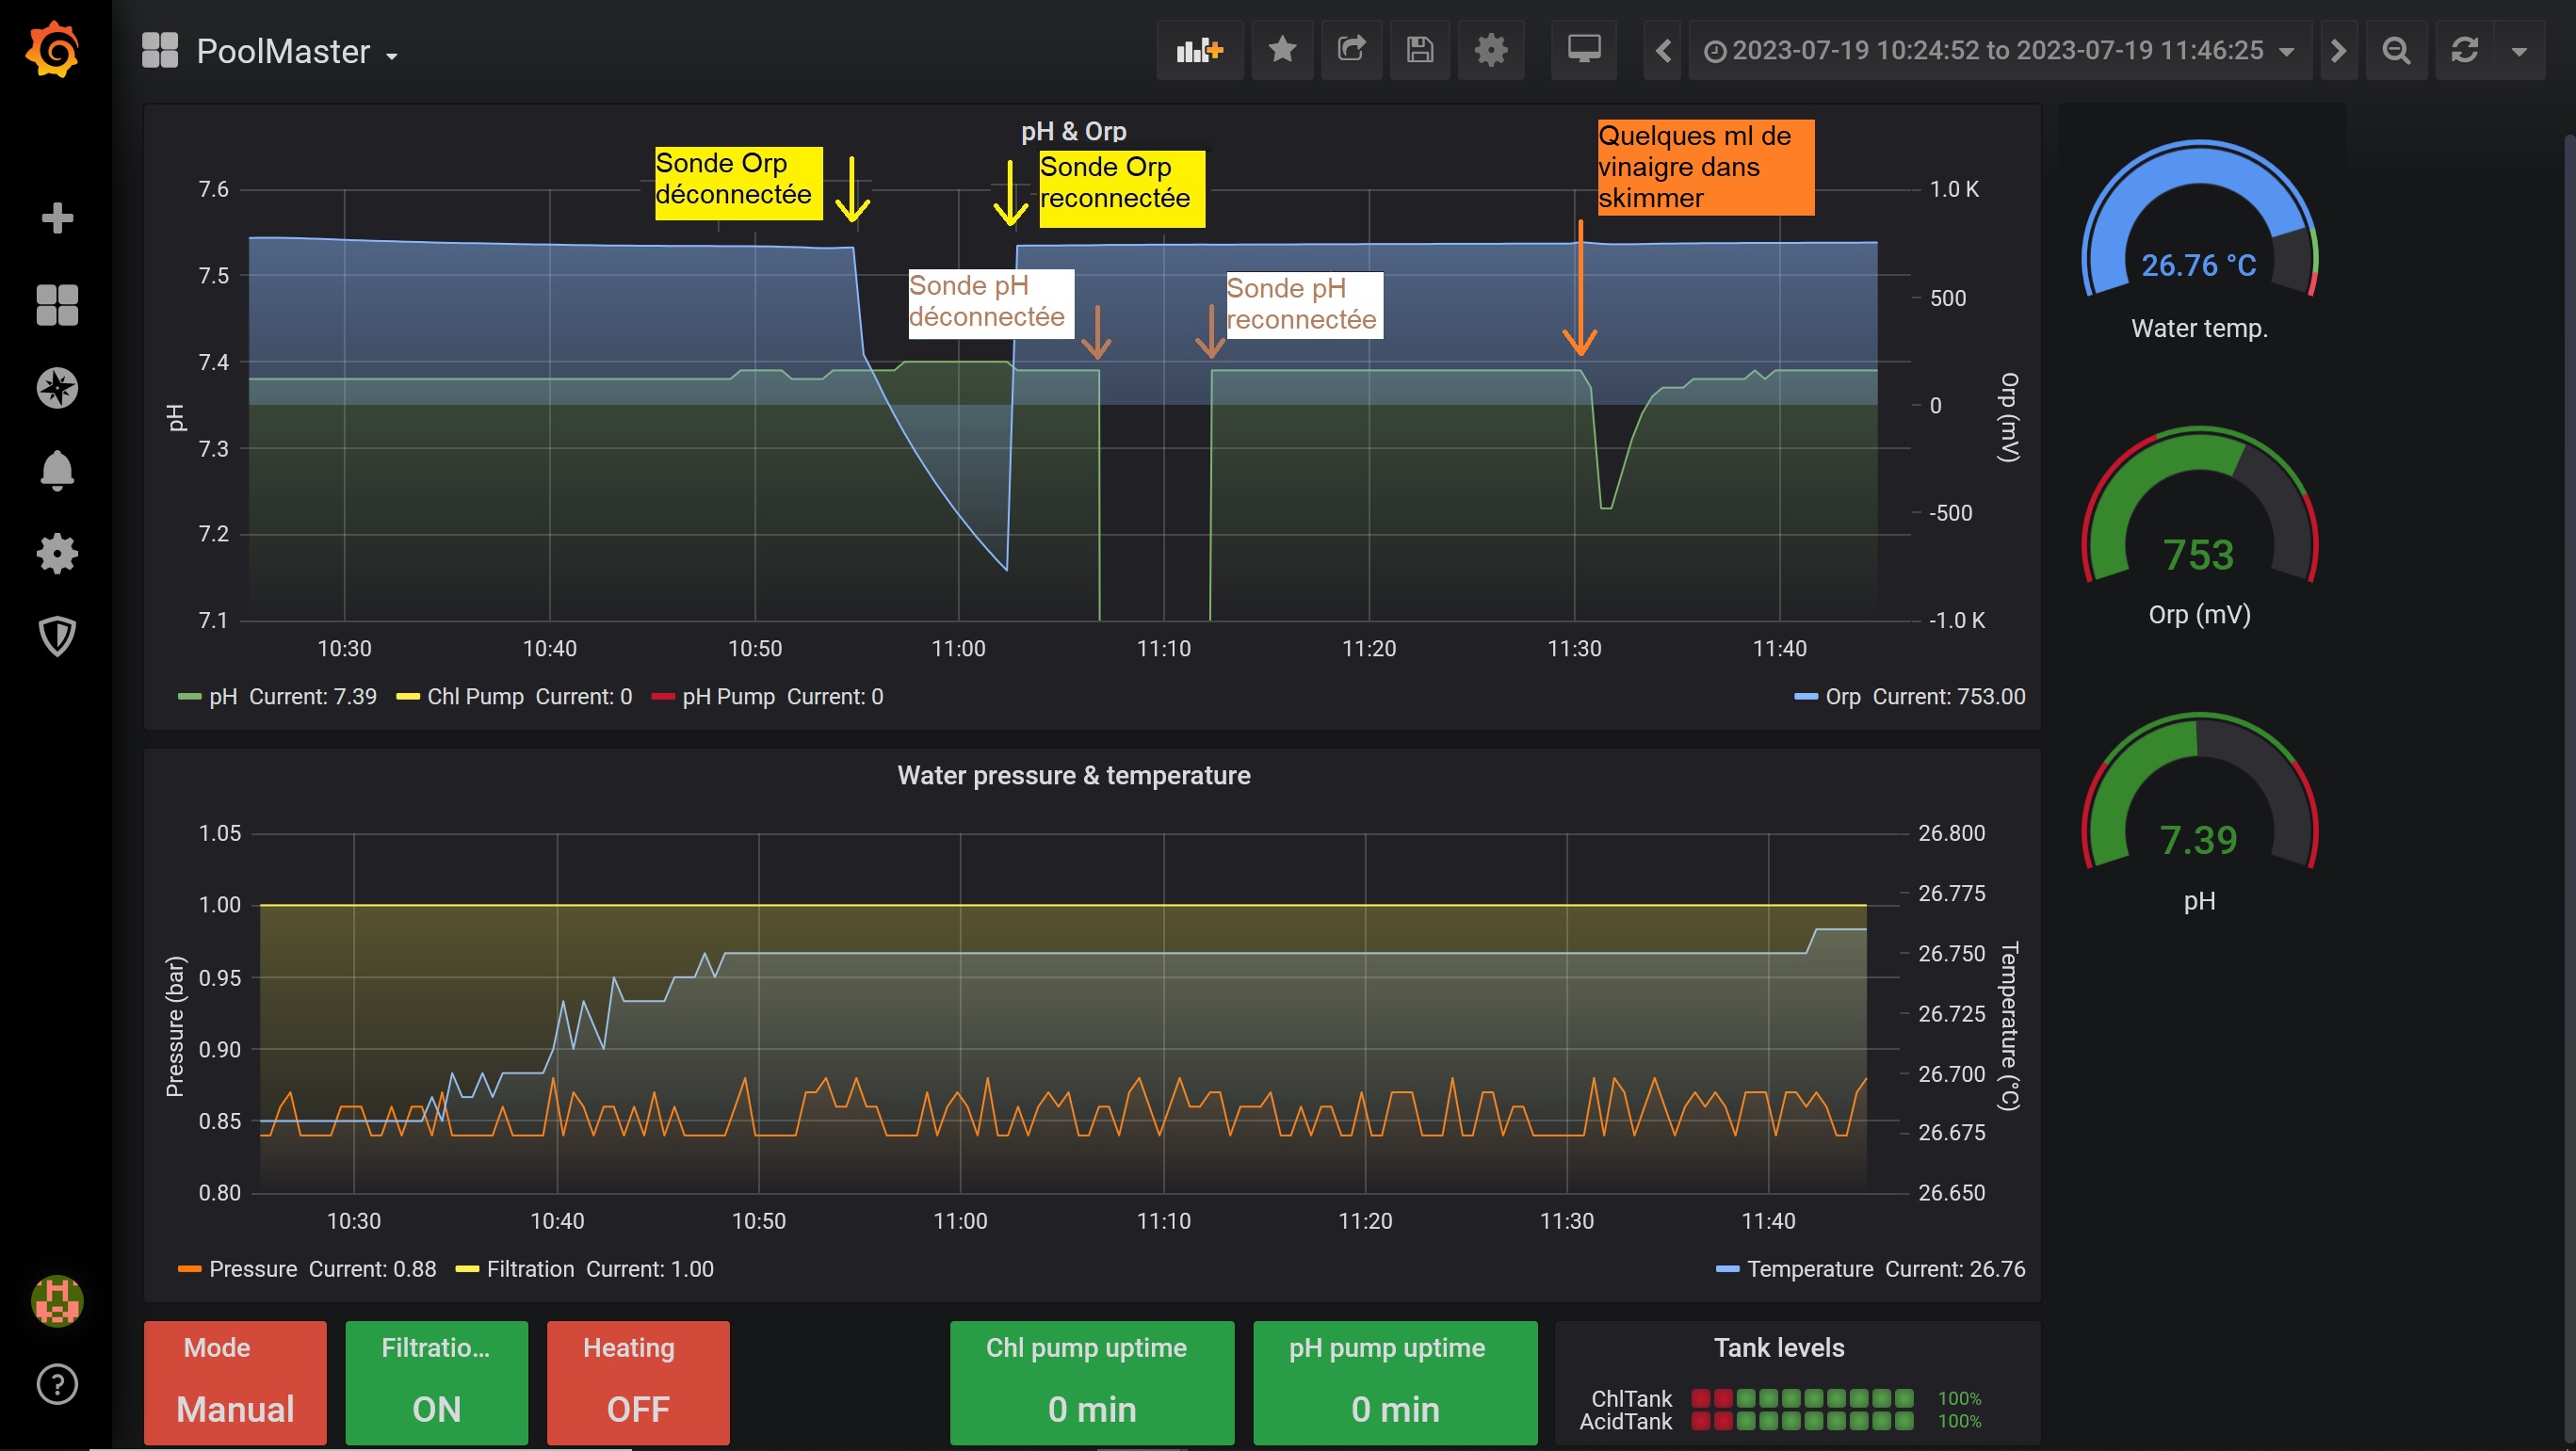 PoolMaster
2023-07-19 10:24:52 to 2023-07-19 11:46:25
pH & Orp
Sonde Orp
déconnectée
Sonde Orp
reconnectée
Quelques ml de
vinaigre dans
skimmer
Sonde pH
déconnectée
Sonde pH
reconnectée
7.6
7.5
7.4
7.3
7.2
7.1
pH
1.0 K
500
0
-500
-1.0 K
Orp (mV)
10:30 10:40 10:50 11:00 11:10 11:20 11:30 11:40
pH Current: 7.39 Chl Pump Current: 0 pH Pump Current: 0 Orp Current: 753.00
26.76 °C
Water temp.
753
Orp (mV)
7.39
pH
Water pressure & temperature
1.05
1.00
0.95
0.90
0.85
0.80
Pressure (bar)
26.800
26.775
26.750
26.725
26.700
26.675
26.650
Temperature (°C)
10:30 10:40 10:50 11:00 11:10 11:20 11:30 11:40
Pressure Current: 0.88 Filtration Current: 1.00 Temperature Current: 26.76
Mode
Manual
Filtratio...
ON
Heating
OFF
Chl pump uptime
0 min
pH pump uptime
0 min
Tank levels
ChlTank 100%
AcidTank 100%